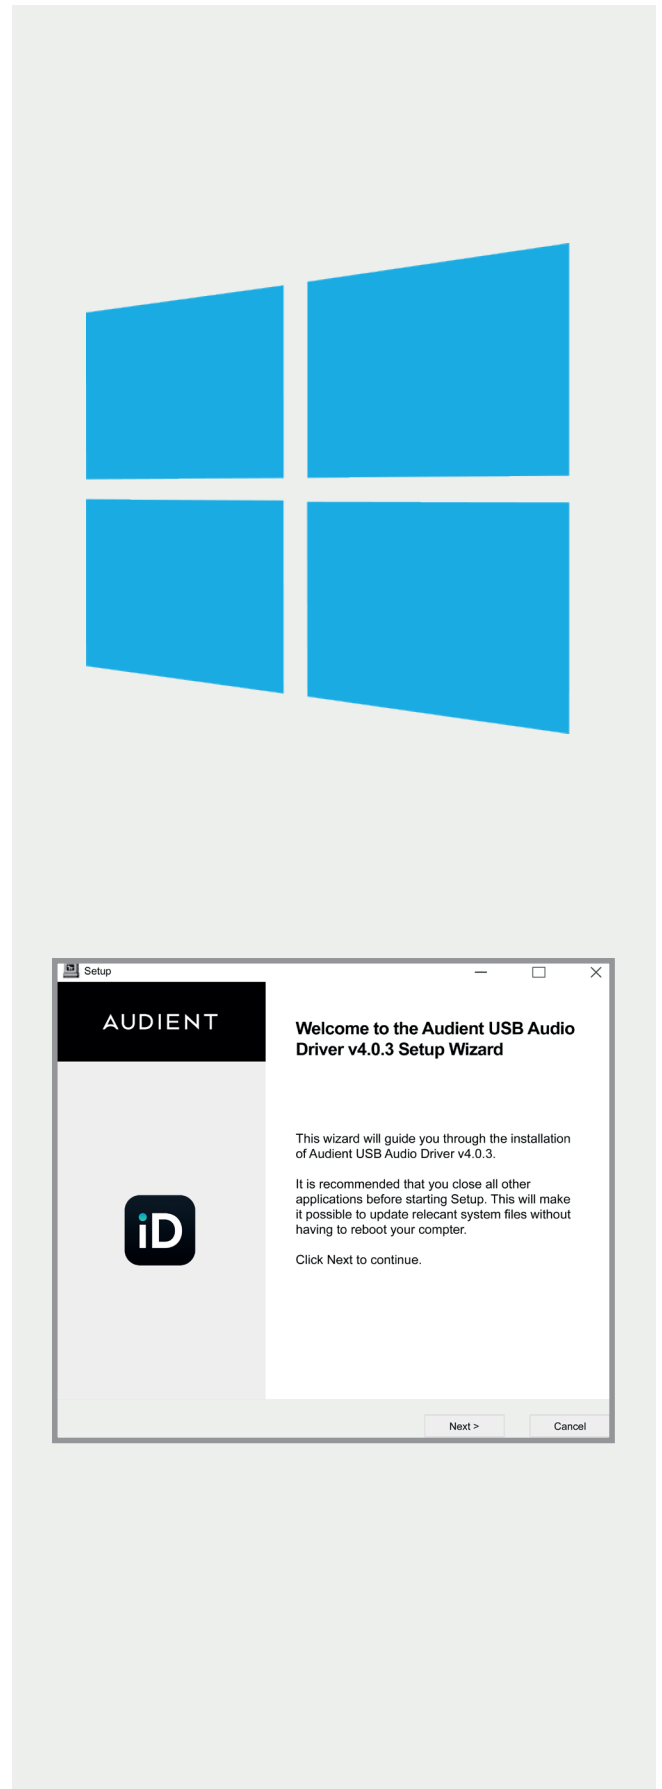 Setup
AUDIENT
Welcome to the Audient USB Audio
Driver v4.0.3 Setup Wizard
This wizard will guide you through the installation
of Audient USB Audio Driver v4.0.3.
It is recommended that you close all other
applications before starting Setup. This will make
it possible to update relecant system files without
having to reboot your compter.
Click Next to continue.
iD
Next >
Cancel